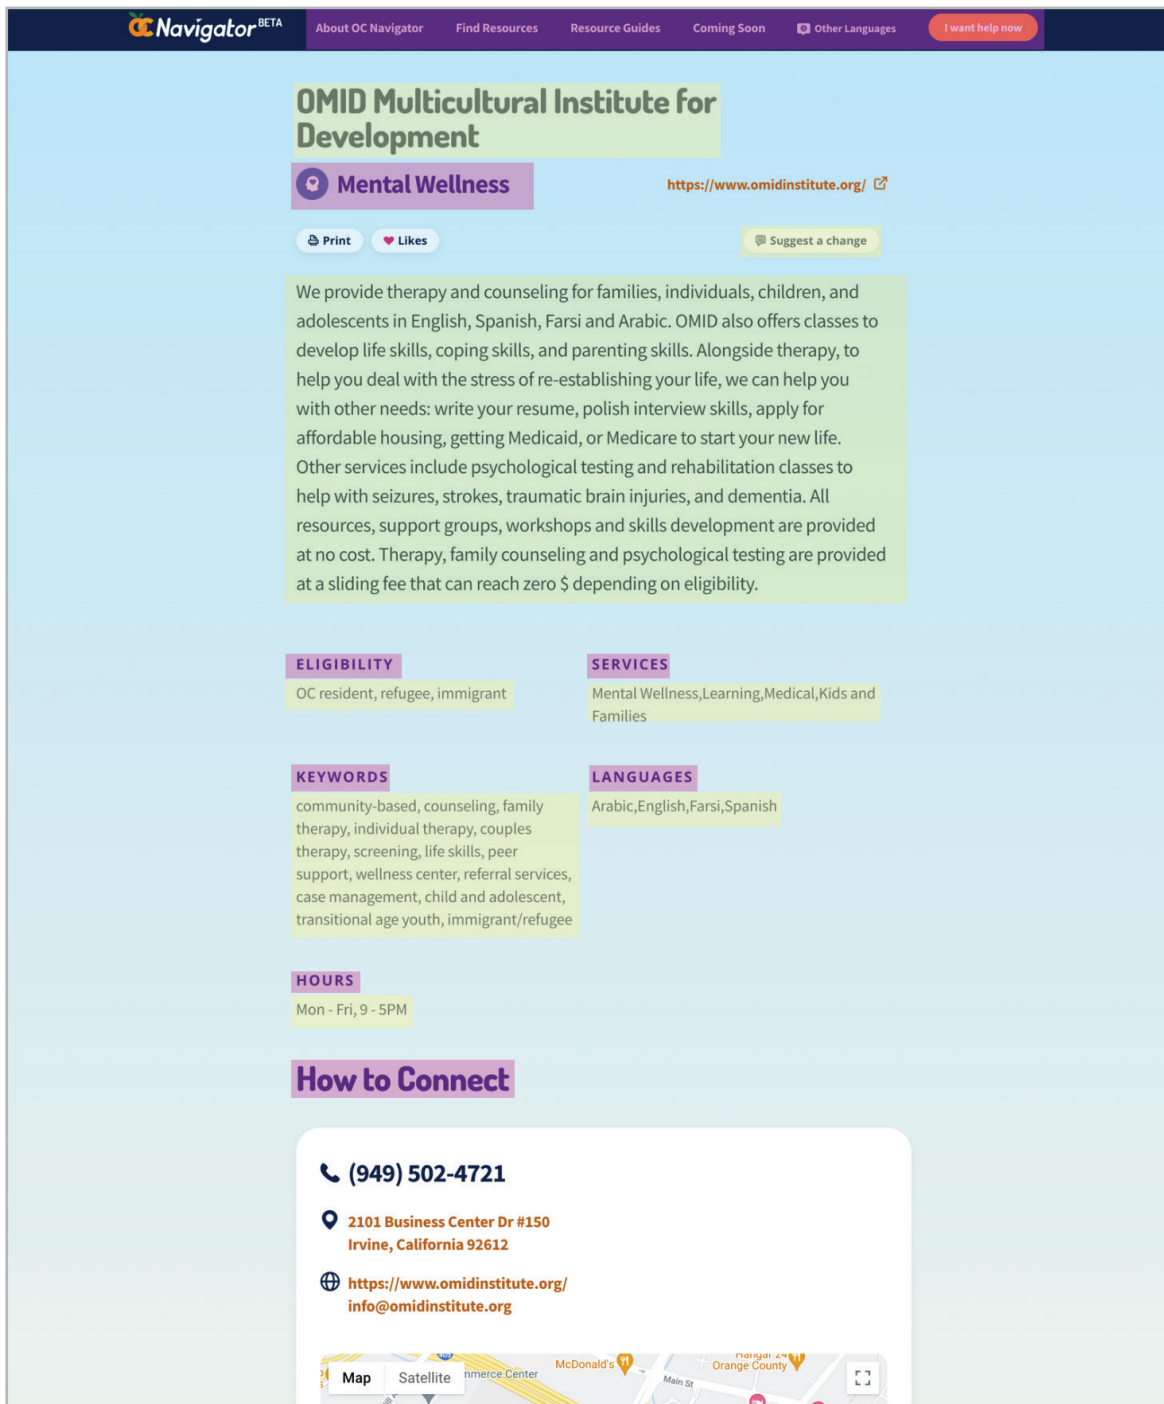 OC Navigator BETA
About OC Navigator Find Resources Resource Guides Coming Soon Other Languages I want help now
OMID Multicultural Institute for
Development
Mental Wellness
https://www.omidinstitute.org/
Print Likes Suggest a change
We provide therapy and counseling for families, individuals, children, and
adolescents in English, Spanish, Farsi and Arabic. OMID also offers classes to
develop life skills, coping skills, and parenting skills. Alongside therapy, to
help you deal with the stress of re-establishing your life, we can help you
with other needs: write your resume, polish interview skills, apply for
affordable housing, getting Medicaid, or Medicare to start your new life.
Other services include psychological testing and rehabilitation classes to
help with seizures, strokes, traumatic brain injuries, and dementia. All
resources, support groups, workshops and skills development are provided
at no cost. Therapy, family counseling and psychological testing are provided
at a sliding fee that can reach zero $ depending on eligibility.
ELIGIBILITY
OC resident, refugee, immigrant
SERVICES
Mental Wellness,Learning,Medical,Kids and
Families
KEYWORDS
community-based, counseling, family
therapy, individual therapy, couples
therapy, screening, life skills, peer
support, wellness center, referral services,
case management, child and adolescent,
transitional age youth, immigrant/refugee
LANGUAGES
Arabic,English,Farsi,Spanish
HOURS
Mon - Fri, 9 - 5PM
How to Connect
(949) 502-4721
2101 Business Center Dr #150
Irvine, California 92612
https://www.omidinstitute.org/
info@omidinstitute.org
Map Satellite
Center
McDonald's
Main St
Orange County